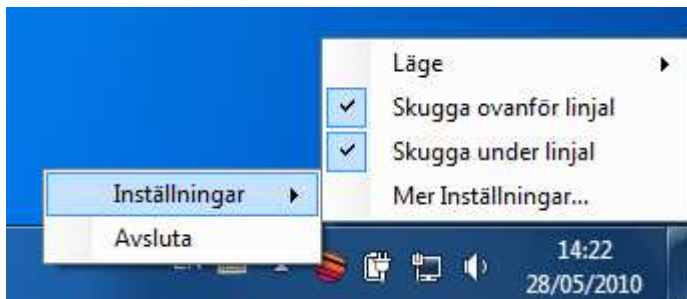 Läge
Skugga ovanför linjal
Skugga under linjal
Mer Inställningar...
Inställningar
Avsluta
14:22
28/05/2010